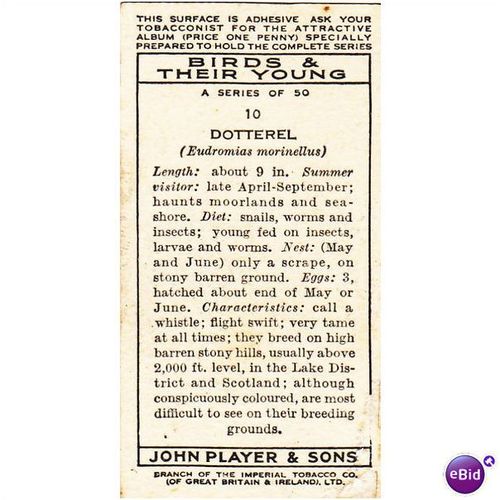 THIS SURFACE IS ADHESIVE ASK YOUR
TOBACCONIST FOR THE ATTRACTIVE
ALBUM (PRICE ONE PENNY) SPECIALLY
PREPARED TO HOLD THE COMPLETE SERIES
BIRDS &
THEIR YOUNG
A SERIES OF 50
10
DOTTEREL
(Eudromias morinellus)
Length: about 9 in. Summer
visitor: late April-September;
haunts moorlands and sea-
shore. Diet: snails, worms and
insects; young fed on insects,
larvae and worms. Nest: (May
and June) only a scrape, on
stony barren ground. Eggs: 3,
hatched about end of May or
June. Characteristics: call a
whistle; flight swift; very tame
at all times; they breed on high
barren stony hills, usually above
2,000 ft. level, in the Lake Dis-
trict and Scotland; although
conspicuously coloured, are most
difficult to see on their breeding
grounds.
JOHN PLAYER & SONS
BRANCH OF THE IMPERIAL TOBACCO CO.
(OF GREAT BRITAIN & IRELAND), LTD.
eBid